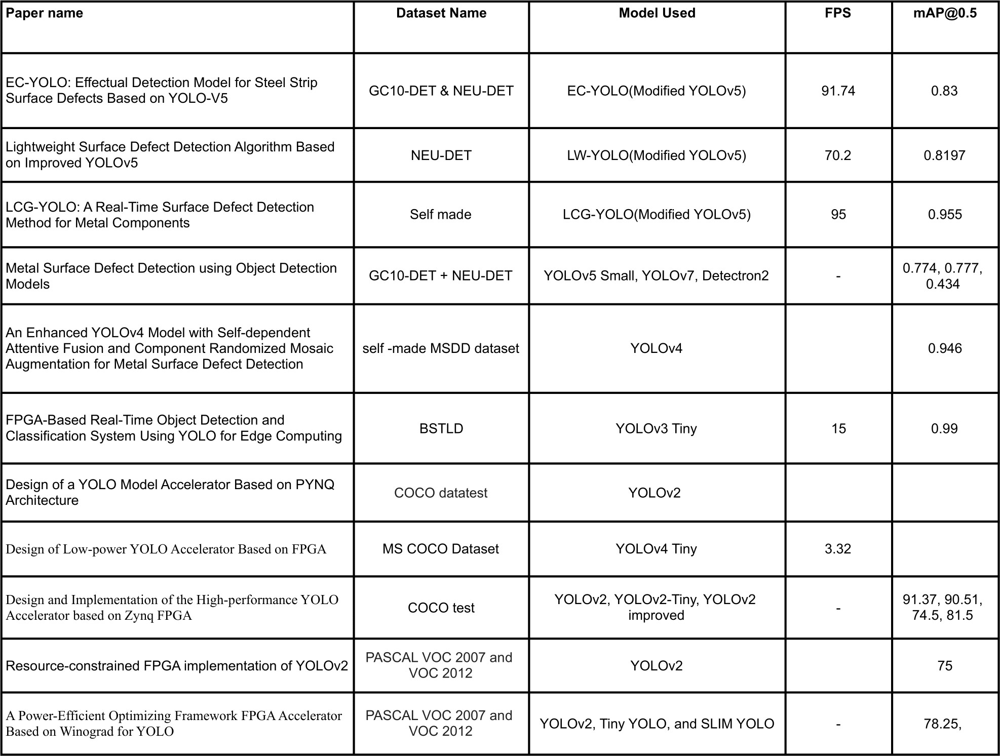 Paper name
Dataset Name
Model Used
FPS
mAP@0.5
EC-YOLO: Effectual Detection Model for Steel Strip
Surface Defects Based on YOLO-V5
GC10-DET & NEU-DET
EC-YOLO(Modified YOLOv5)
91.74
0.83
Lightweight Surface Defect Detection Algorithm Based
on Improved YOLOv5
NEU-DET
LW-YOLO(Modified YOLOv5)
70.2
0.8197
LCG-YOLO: A Real-Time Surface Defect Detection
Method for Metal Components
Self made
LCG-YOLO(Modified YOLOv5)
95
0.955
Metal Surface Defect Detection using Object Detection
Models
GC10-DET + NEU-DET
YOLOv5 Small, YOLOv7, Detectron2
-
0.774, 0.777,
0.434
An Enhanced YOLOv4 Model with Self-dependent
Attentive Fusion and Component Randomized Mosaic
Augmentation for Metal Surface Defect Detection
self -made MSDD dataset
YOLOv4
0.946
FPGA-Based Real-Time Object Detection and
Classification System Using YOLO for Edge Computing
BSTLD
YOLOv3 Tiny
15
0.99
Design of a YOLO Model Accelerator Based on PYNQ
Architecture
COCO datatest
YOLOv2
Design of Low-power YOLO Accelerator Based on FPGA
MS COCO Dataset
YOLOv4 Tiny
3.32
Design and Implementation of the High-performance YOLO
Accelerator based on Zynq FPGA
COCO test
YOLOv2, YOLOv2-Tiny, YOLOv2
improved
-
91.37, 90.51,
74.5, 81.5
Resource-constrained FPGA implementation of YOLOv2
PASCAL VOC 2007 and
VOC 2012
YOLOv2
75
A Power-Efficient Optimizing Framework FPGA Accelerator
Based on Winograd for YOLO
PASCAL VOC 2007 and
VOC 2012
YOLOv2, Tiny YOLO, and SLIM YOLO
-
78.25,